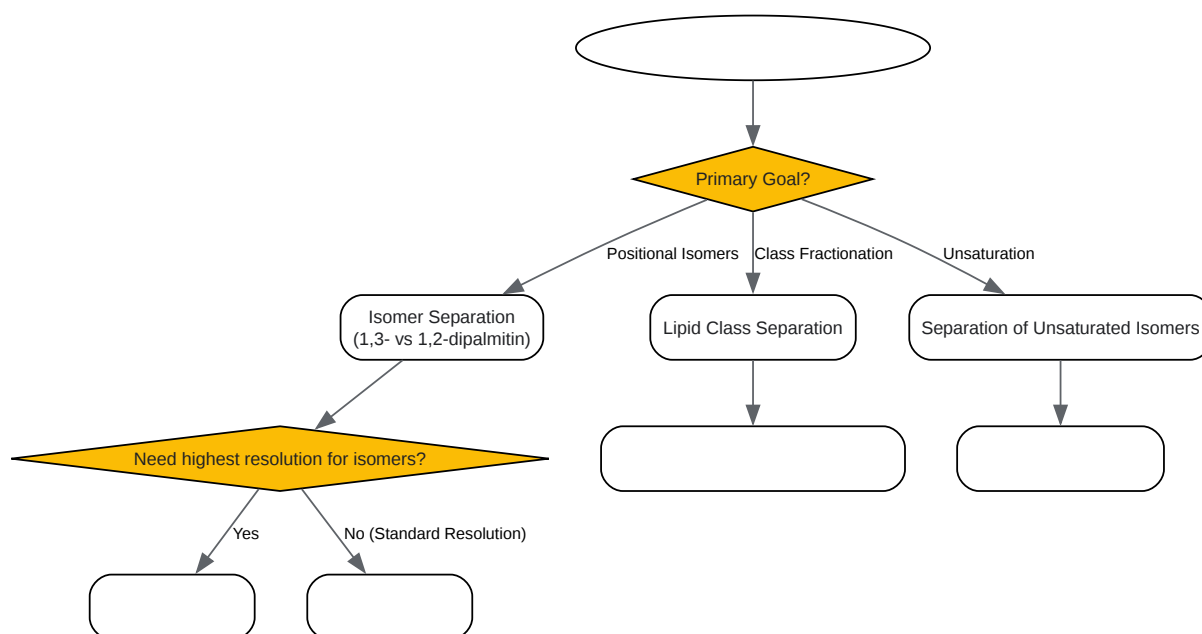 Primary Goal?
Positional Isomers
Class Fractionation
Unsaturation
Isomer Separation
(1,3- vs 1,2-dipalmitin)
Lipid Class Separation
Separation of Unsaturated Isomers
Need highest resolution for isomers?
Yes
No (Standard Resolution)